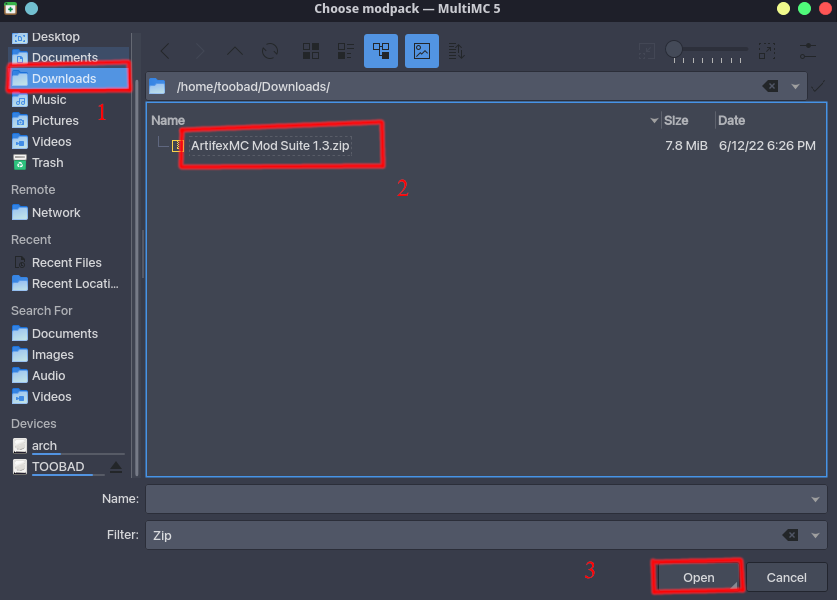 Choose modpack — MultiMC 5
Desktop
Documents
Downloads
Music
Pictures
Videos
Trash
Remote
Network
Recent
Recent Files
Recent Locati...
Search For
Documents
Images
Audio
Videos
Devices
arch
TOOBAD
1
/home/toobad/Downloads/
Name Size Date
ArtifexMC Mod Suite 1.3.zip 7.8 MiB 6/12/22 6:26 PM
2
Name:
Filter: Zip
3
Open Cancel